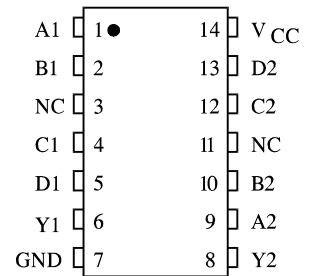 A1 1 14 V CC
B1 2 13 D2
NC 3 12 C2
C1 4 11 NC
D1 5 10 B2
Y1 6 9 A2
GND 7 8 Y2